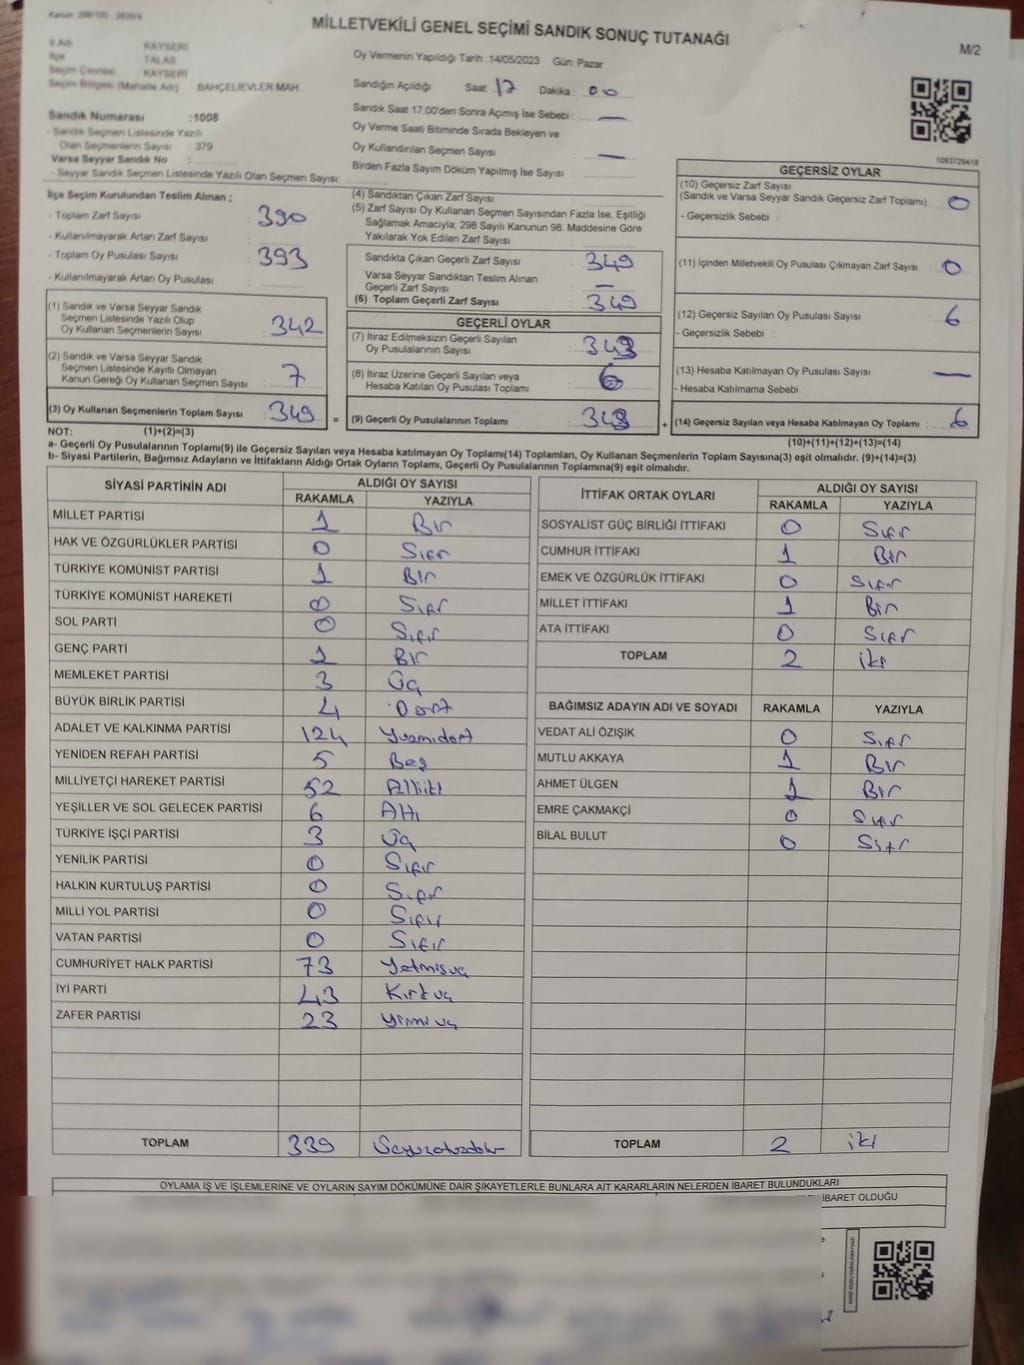 Kanun: 298/105 - 2839/4
MİLLETVEKİLİ GENEL SEÇİMİ SANDIK SONUÇ TUTANAĞI
M/2
İl Adı KAYSERİ
İlçe TALAS
Seçim Çevresi KAYSERİ
Seçim Bölgesi (Mahalle Adı) BAHÇELİEVLER MAH.
Sandık Numarası :1008
- Sandık Seçmen Listesinde Yazılı
Olan Seçmenlerin Sayısı : 379
Varsa Seyyar Sandık No :
- Seyyar Sandık Seçmen Listesinde Yazılı Olan Seçmen Sayısı:
Oy Vermenin Yapıldığı Tarih :14/05/2023 Gün: Pazar
Sandığın Açıldığı Saat 17 Dakika : 00
Sandık Saat 17.00'den Sonra Açımış İse Sebebi : —
Oy Verme Saati Bitiminde Sırada Bekleyen ve
Oy Kullandırılan Seçmen Sayısı : —
Birden Fazla Sayım Döküm Yapılmış İse Sayısı :
1083729418
İlçe Seçim Kurulundan Teslim Alınan ;
- Toplam Zarf Sayısı : 390
- Kullanılmayarak Artan Zarf Sayısı :
- Toplam Oy Pusulası Sayısı : 393
- Kullanılmayarak Artan Oy Pusulası :
(1) Sandık ve Varsa Seyyar Sandık
Seçmen Listesinde Yazılı Olup
Oy Kullanan Seçmenlerin Sayısı : 342
(2) Sandık ve Varsa Seyyar Sandık
Seçmen Listesinde Kayıtlı Olmayan
Kanun Gereği Oy Kullanan Seçmen Sayısı : 7
(3) Oy Kullanan Seçmenlerin Toplam Sayısı : 349 =
(4) Sandıktan Çıkan Zarf Sayısı :
(5) Zarf Sayısı Oy Kullanan Seçmen Sayısından Fazla İse, Eşitliği
Sağlamak Amacıyla; 298 Sayılı Kanunun 98. Maddesine Göre
Yakılarak Yok Edilen Zarf Sayısı :
Sandıkta Çıkan Geçerli Zarf Sayısı : 349
Varsa Seyyar Sandıktan Teslim Alınan
Geçerli Zarf Sayısı : —
(6) Toplam Geçerli Zarf Sayısı : 349
GEÇERLİ OYLAR
(7) İtiraz Edilmeksizin Geçerli Sayılan
Oy Pusulalarının Sayısı : 343
(8) İtiraz Üzerine Geçerli Sayılan veya
Hesaba Katılan Oy Pusulası Toplamı :
(9) Geçerli Oy Pusulalarının Toplamı : 343 +
GEÇERSİZ OYLAR
(10) Geçersiz Zarf Sayısı
(Sandık ve Varsa Seyyar Sandık Geçersiz Zarf Toplamı) : 0
- Geçersizlik Sebebi :
(11) İçinden Milletvekili Oy Pusulası Çıkmayan Zarf Sayısı : 0
(12) Geçersiz Sayılan Oy Pusulası Sayısı : 6
- Geçersizlik Sebebi :
(13) Hesaba Katılmayan Oy Pusulası Sayısı : —
- Hesaba Katılmama Sebebi :
(14) Geçersiz Sayılan veya Hesaba Katılmayan Oy Toplamı : 6
NOT: (1)+(2)=(3) (10)+(11)+(12)+(13)=(14)
a- Geçerli Oy Pusulalarının Toplamı(9) ile Geçersiz Sayılan veya Hesaba katılmayan Oy Toplamı(14) Toplamları, Oy Kullanan Seçmenlerin Toplam Sayısına(3) eşit olmalıdır. (9)+(14)=(3)
b- Siyasi Partilerin, Bağımsız Adayların ve İttifakların Aldığı Ortak Oyların Toplamı, Geçerli Oy Pusulalarının Toplamına(9) eşit olmalıdır.
SİYASİ PARTİNİN ADI ALDIĞI OY SAYISI
RAKAMLA YAZIYLA
MİLLET PARTİSİ 1 Bir
HAK VE ÖZGÜRLÜKLER PARTİSİ 0 Sıfır
TÜRKİYE KOMÜNİST PARTİSİ 1 Bir
TÜRKİYE KOMÜNİST HAREKETİ 0 Sıfır
SOL PARTİ 0 Sıfır
GENÇ PARTİ 1 Bir
MEMLEKET PARTİSİ 3 Üç
BÜYÜK BİRLİK PARTİSİ 4 Dört
ADALET VE KALKINMA PARTİSİ 124 Yüzmidört
YENİDEN REFAH PARTİSİ 5 Beş
MİLLİYETÇİ HAREKET PARTİSİ 52 Elliiki
YEŞİLLER VE SOL GELECEK PARTİSİ 6 Altı
TÜRKİYE İŞÇİ PARTİSİ 3 Üç
YENİLİK PARTİSİ 0 Sıfır
HALKIN KURTULUŞ PARTİSİ 0 Sıfır
MİLLİ YOL PARTİSİ 0 Sıfır
VATAN PARTİSİ 0 Sıfır
CUMHURİYET HALK PARTİSİ 73 Yetmişüç
İYİ PARTİ 43 Kırküç
ZAFER PARTİSİ 23 Yirmiüç
TOPLAM 339
İTTİFAK ORTAK OYLARI ALDIĞI OY SAYISI
RAKAMLA YAZIYLA
SOSYALİST GÜÇ BİRLİĞİ İTTİFAKI 0 Sıfır
CUMHUR İTTİFAKI 1 Bir
EMEK VE ÖZGÜRLÜK İTTİFAKI 0 Sıfır
MİLLET İTTİFAKI 1 Bir
ATA İTTİFAKI 0 Sıfır
TOPLAM 2 iki
BAĞIMSIZ ADAYIN ADI VE SOYADI RAKAMLA YAZIYLA
VEDAT ALİ ÖZIŞIK 0 Sıfır
MUTLU AKKAYA 1 Bir
AHMET ÜLGEN 1 Bir
EMRE ÇAKMAKÇİ 0 Sıfır
BİLAL BULUT 0 Sıfır
TOPLAM 2 iki
OYLAMA İŞ VE İŞLEMLERİNE VE OYLARIN SAYIM DÖKÜMÜNE DAİR ŞİKAYETLERLE BUNLARA AİT KARARLARIN NELERDEN İBARET BULUNDUKLARI
İBARET OLDUĞU